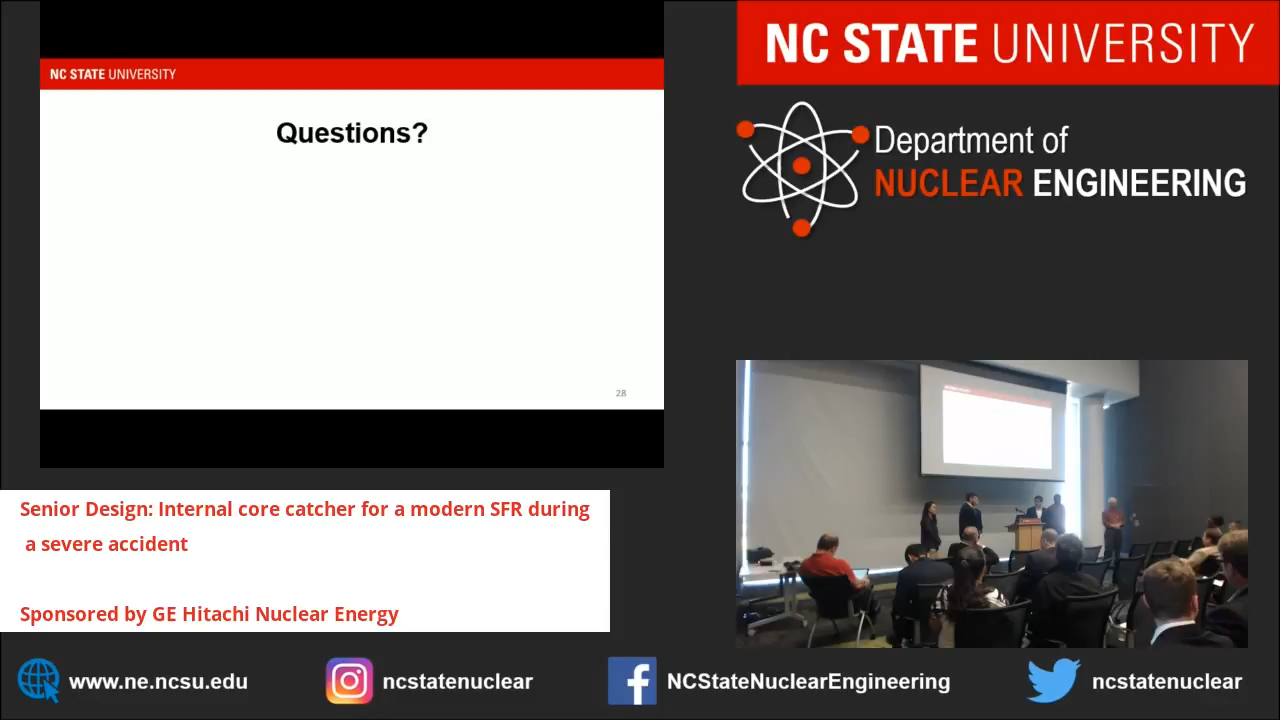 NC STATE UNIVERSITY
Questions?
28
NC STATE UNIVERSITY
Department of
NUCLEAR ENGINEERING
Senior Design: Internal core catcher for a modern SFR during
a severe accident
Sponsored by GE Hitachi Nuclear Energy
www.ne.ncsu.edu
ncstatenuclear
NCStateNuclearEngineering
ncstatenuclear